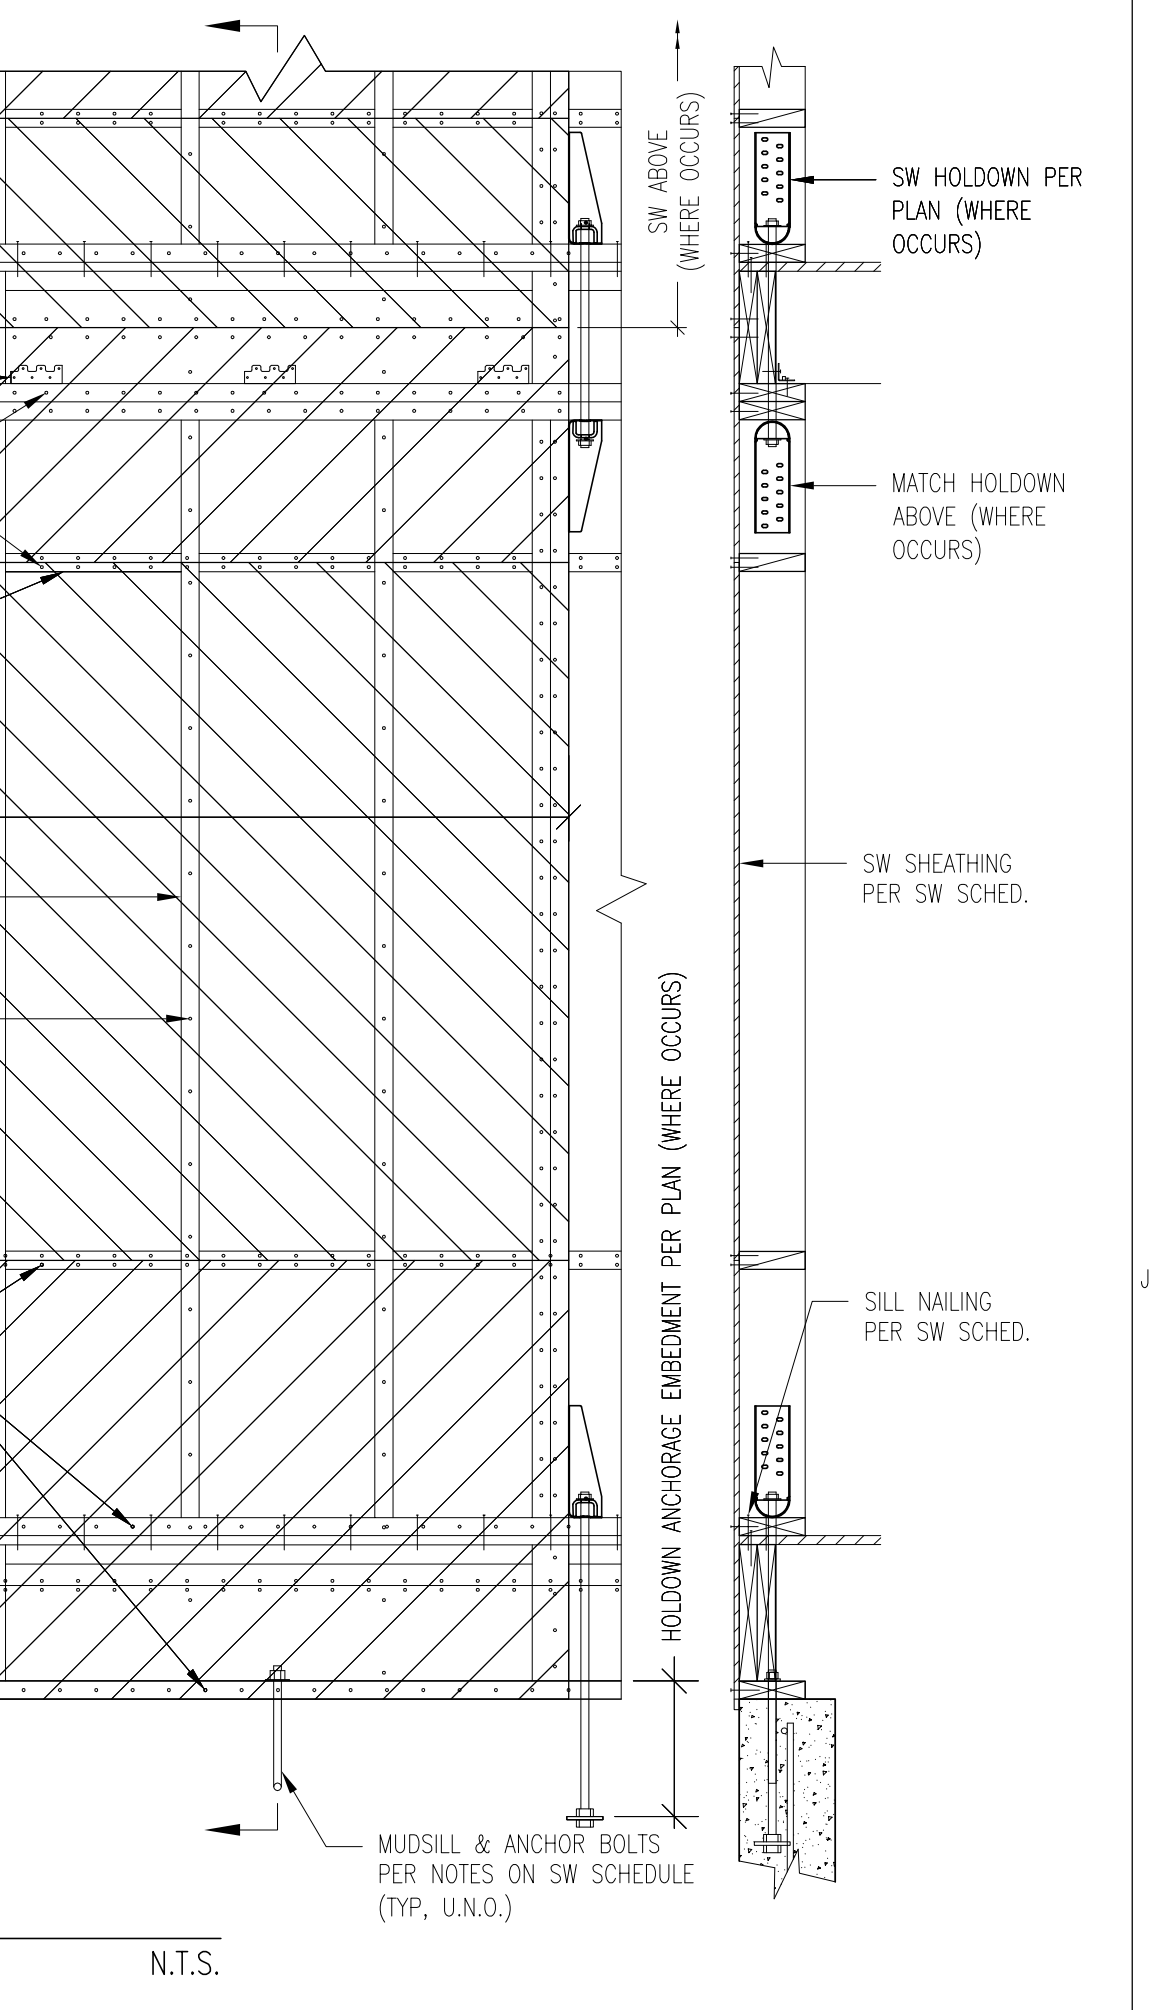 SW ABOVE
(WHERE OCCURS)
SW HOLDOWN PER
PLAN (WHERE
OCCURS)
MATCH HOLDOWN
ABOVE (WHERE
OCCURS)
SW SHEATHING
PER SW SCHED.
HOLDOWN ANCHORAGE EMBEDMENT PER PLAN (WHERE OCCURS)
SILL NAILING
PER SW SCHED.
J
MUDSILL & ANCHOR BOLTS
PER NOTES ON SW SCHEDULE
(TYP, U.N.O.)
N.T.S.